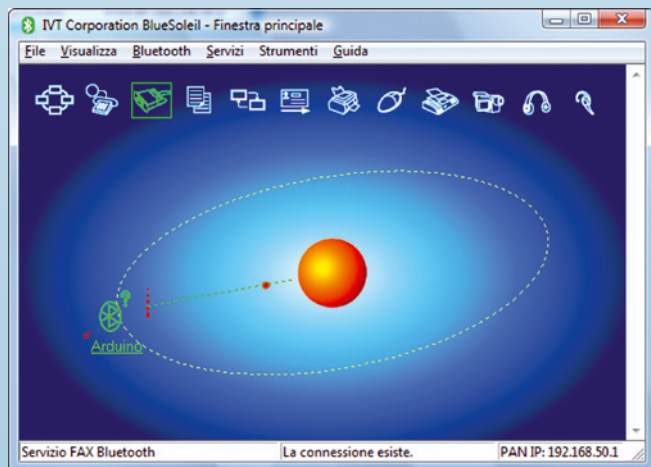 IVT Corporation BlueSoleil - Finestra principale
File Visualizza Bluetooth Servizi Strumenti Guida
?
Arduino
Servizio FAX Bluetooth La connessione esiste. PAN IP: 192.168.50.1